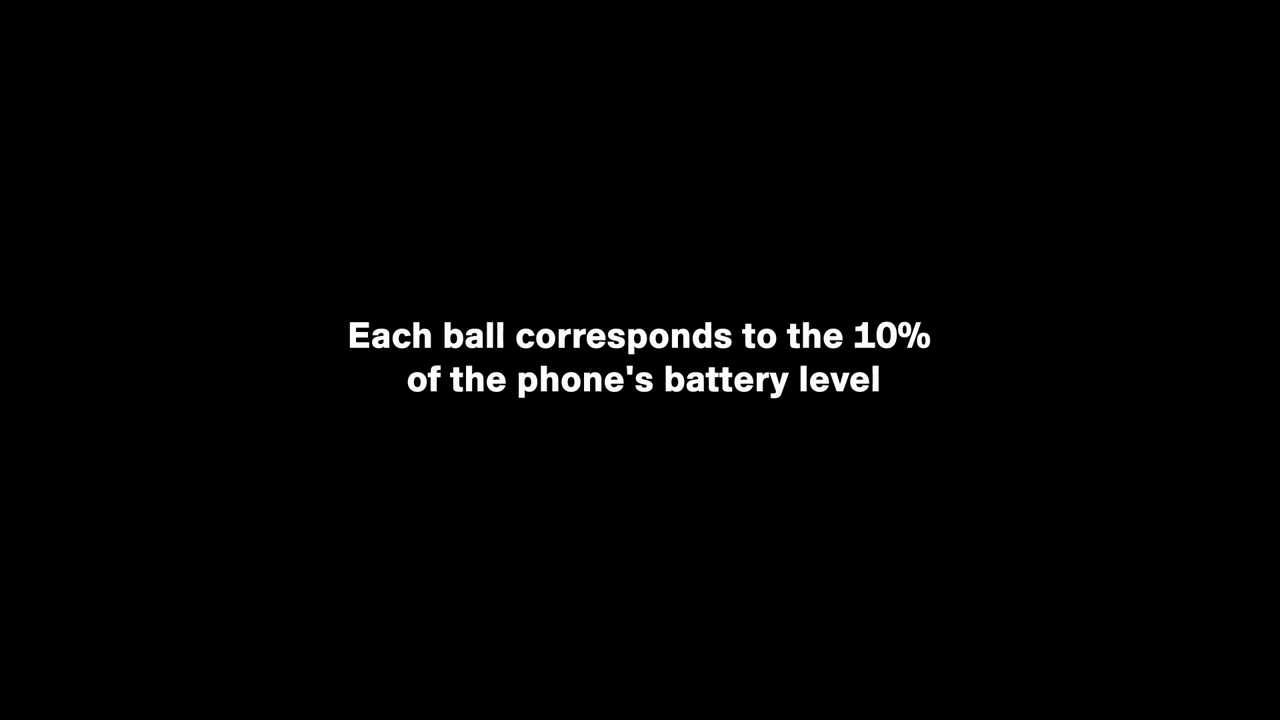 Each ball corresponds to the 10%
of the phone's battery level